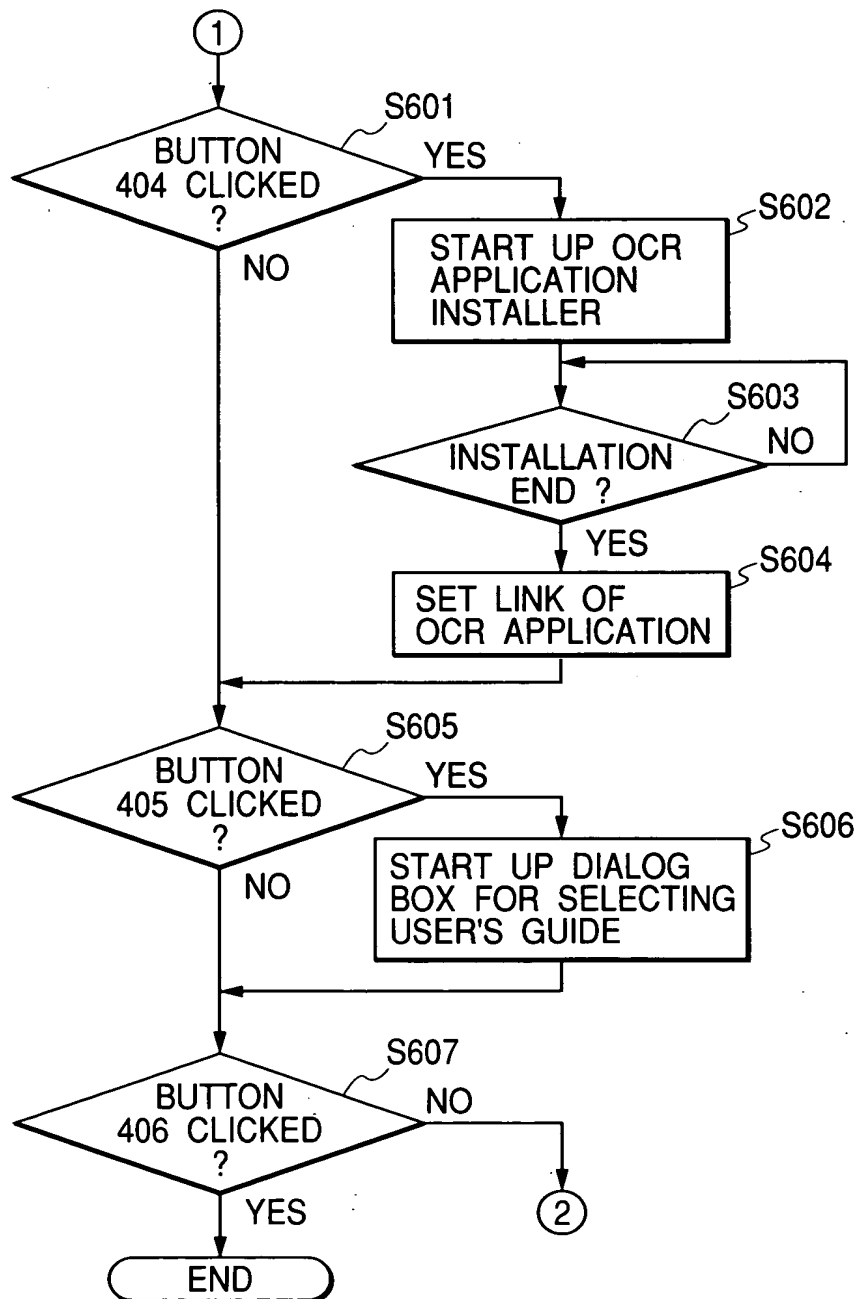 1
S601
BUTTON
404 CLICKED
?
YES
NO
S602
START UP OCR
APPLICATION
INSTALLER
S603
INSTALLATION
END ?
NO
YES
S604
SET LINK OF
OCR APPLICATION
S605
BUTTON
405 CLICKED
?
YES
NO
S606
START UP DIALOG
BOX FOR SELECTING
USER'S GUIDE
S607
BUTTON
406 CLICKED
?
NO
YES
2
END